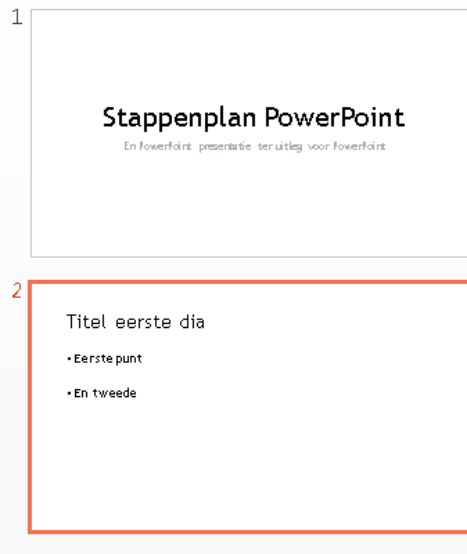 1
Stappenplan PowerPoint
En PowerPoint presentatie ter uitleg voor PowerPoint
2
Titel eerste dia
• Eerste punt
• En tweede